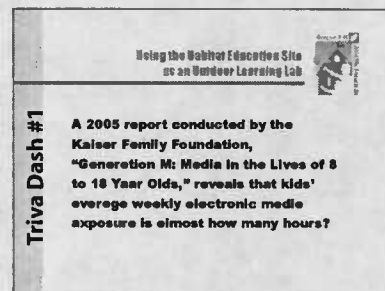 Using the Habitat Education Site
as an Outdoor Learning Lab
Triva Dash #1
A 2005 report conducted by the
Kaiser Femily Foundation,
“Generetion M: Media in the Lives of 8
to 18 Yaar Olds,” reveals that kids’
everege weekly electronic medie
axposure is elmost how many hours?